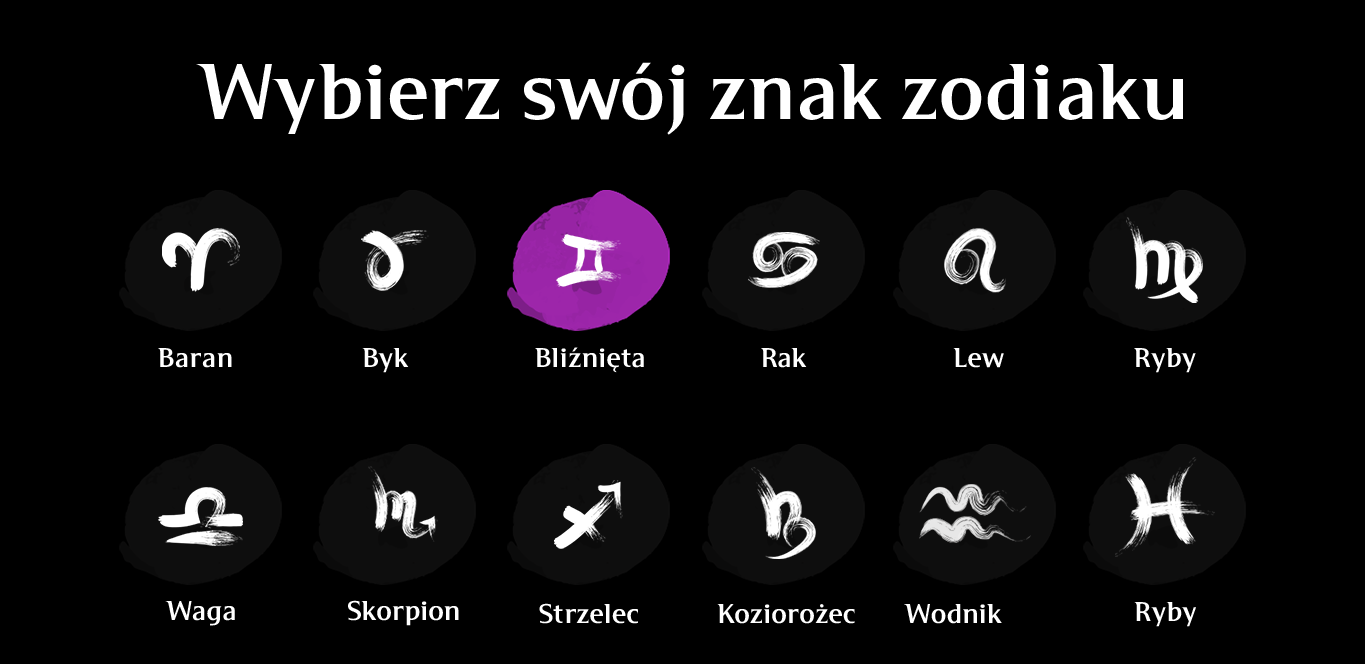 Wybierz swój znak zodiaku
Baran Byk Bliźnięta Rak Lew Ryby
Waga Skorpion Strzelec Koziorożec Wodnik Ryby